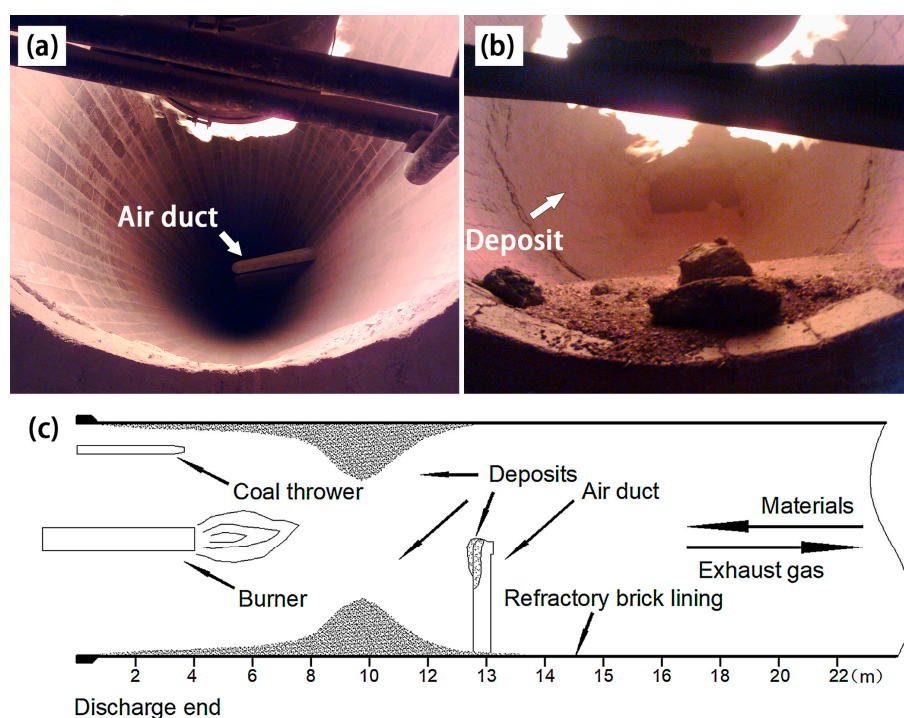 (a)
Air duct
(b)
Deposit
(c)
Coal thrower
Deposits
Air duct
Materials
Exhaust gas
Burner
Refractory brick lining
2 4 6 8 10 12 13 14 15 16 18 20 22 (m)
Discharge end